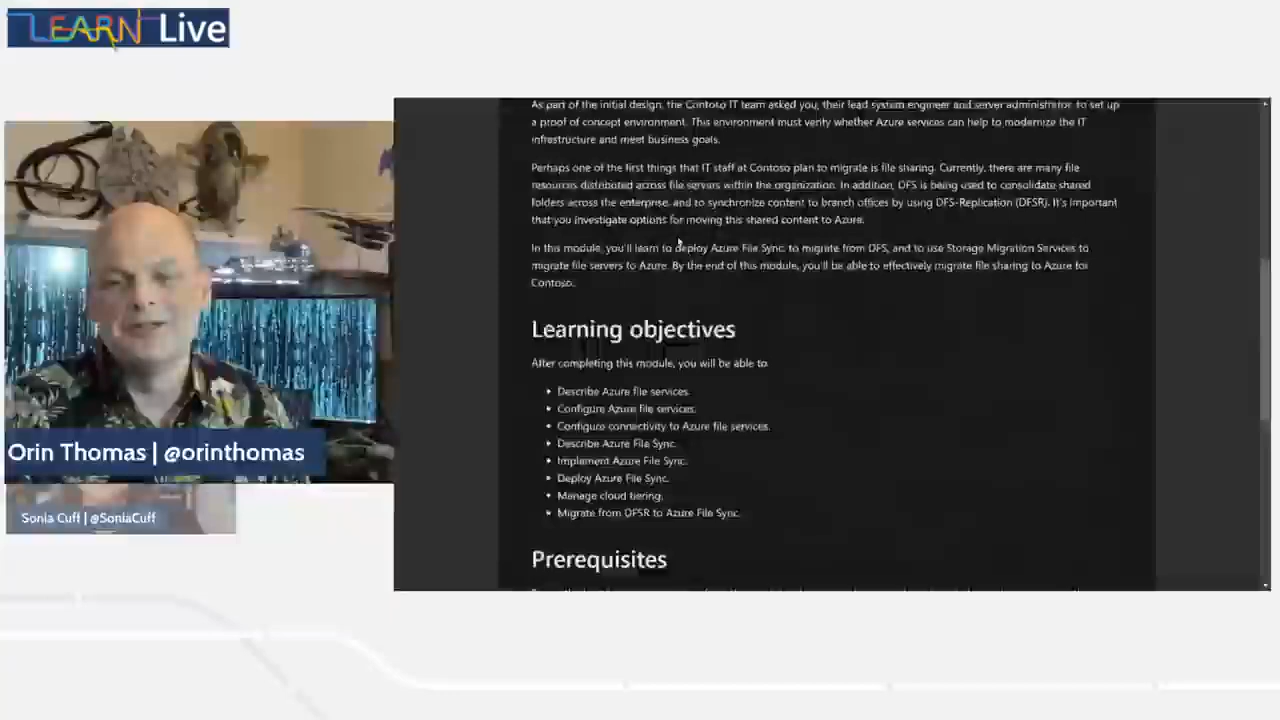 LEARN Live
Orin Thomas | @orinthomas
Sonia Cuff | @SoniaCuff
As part of the initial design, the Contoso IT team asked you, their lead system engineer and server administrator to set up
a proof of concept environment. This environment must verify whether Azure services can help to modernize the IT
infrastructure and meet business goals.
Perhaps one of the first things that IT staff at Contoso plan to migrate is file sharing. Currently, there are many file
resources distributed across file servers within the organization. In addition, DFS is being used to consolidate shared
folders across the enterprise, and to synchronize content to branch offices by using DFS-Replication (DFSR). It's important
that you investigate options for moving this shared content to Azure.
In this module, you'll learn to deploy Azure File Sync, to migrate from DFS, and to use Storage Migration Services to
migrate file servers to Azure. By the end of this module, you'll be able to effectively migrate file sharing to Azure for
Contoso.
Learning objectives
After completing this module, you will be able to
• Describe Azure file services.
• Configure Azure file services.
• Configure connectivity to Azure file services.
• Describe Azure File Sync.
• Implement Azure File Sync.
• Deploy Azure File Sync.
• Manage cloud tiering.
• Migrate from DFSR to Azure File Sync.
Prerequisites